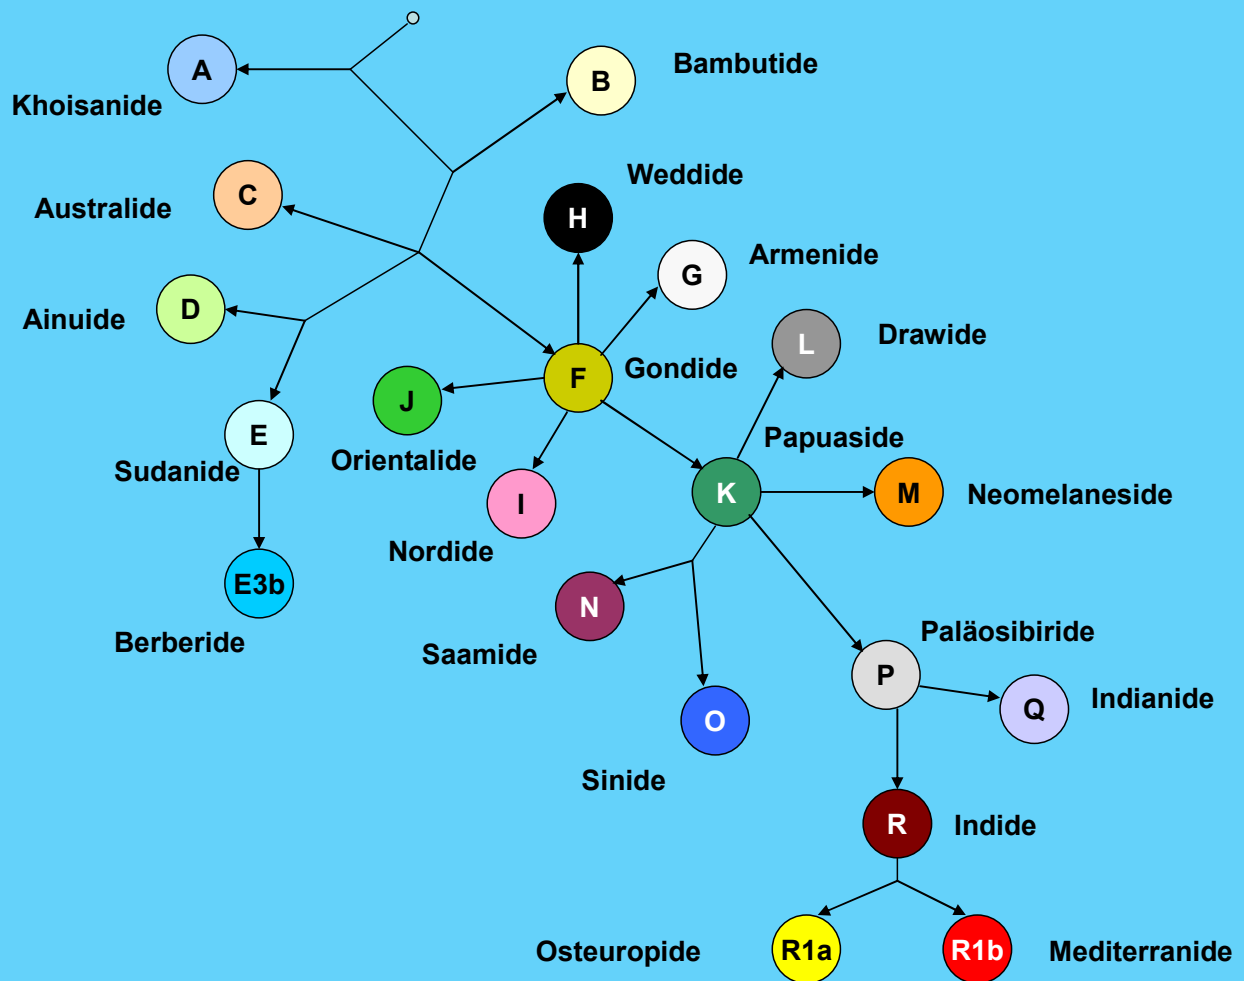 A
Khoisanide
B
Bambutide
C
Australide
H
Weddide
G
Armenide
D
Ainuide
L
Drawide
F
Gondide
J
Orientalide
E
Sudanide
K
Papuaside
M
Neomelaneside
I
Nordide
E3b
Berberide
N
Saamide
P
Paläosibiride
Q
Indianide
O
Sinide
R
Indide
R1a
Osteuropide
R1b
Mediterranide